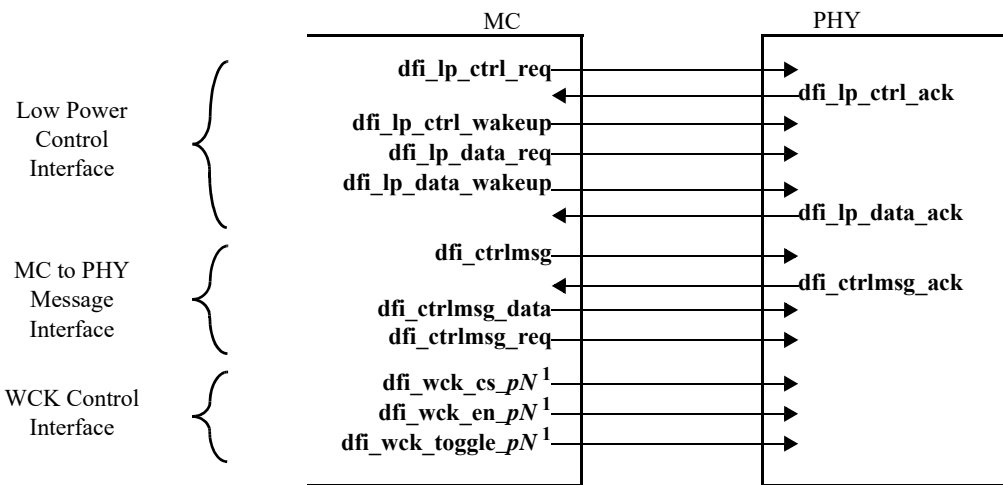 MC PHY
dfi_lp_ctrl_req
dfi_lp_ctrl_ack
Low Power
Control
Interface
dfi_lp_ctrl_wakeup
dfi_lp_data_req
dfi_lp_data_wakeup
dfi_lp_data_ack
MC to PHY
Message
Interface
dfi_ctrlmsg
dfi_ctrlmsg_ack
dfi_ctrlmsg_data
dfi_ctrlmsg_req
WCK Control
Interface
dfi_wck_cs_pN 1
dfi_wck_en_pN 1
dfi_wck_toggle_pN 1